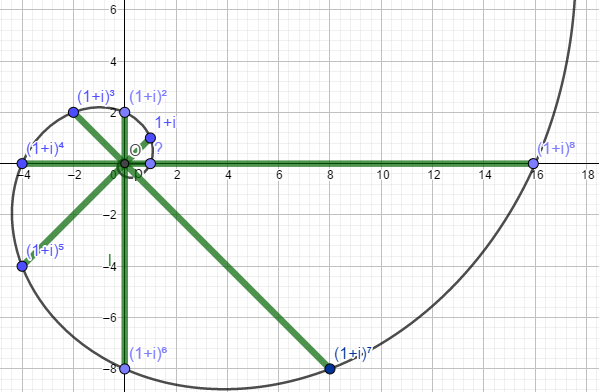 6
4
(1+i)³
(1+i)²
2
1+i
O
?
(1+i)⁴
(1+i)⁸
−4
−2
0
2
4
6
8
10
12
14
16
18
−2
(1+i)⁵
−4
−6
(1+i)⁶
(1+i)⁷
−8